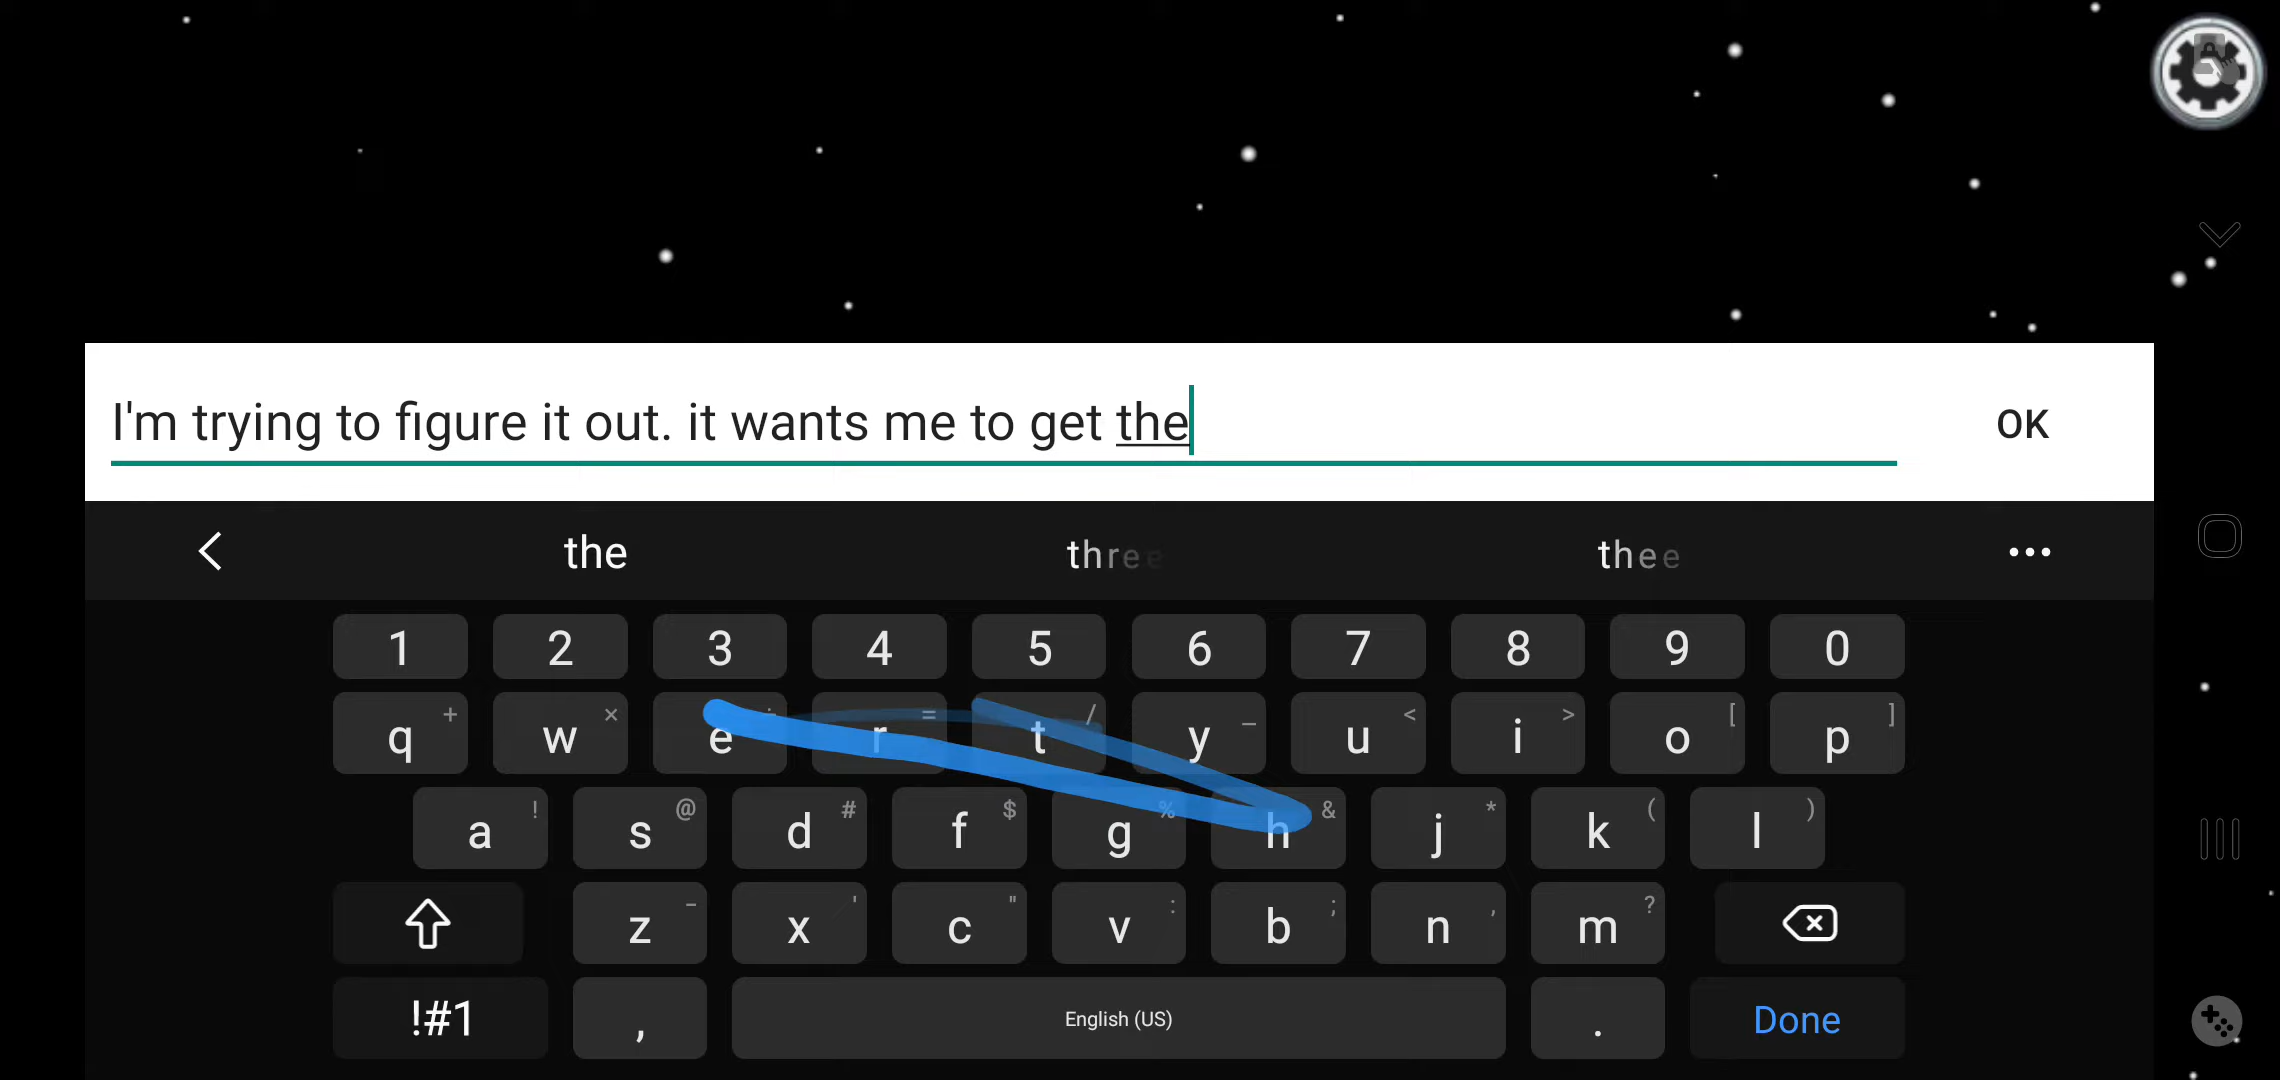 I'm trying to figure it out. it wants me to get the
OK
the three thee
1 2 3 4 5 6 7 8 9 0
q + w × e ÷ r = t / y _ u < i > o [ p ]
a ! s @ d # f $ g % h & j * k ( l )
z - x ' c " v : b ; n , m ?
!#1 , English (US) . Done